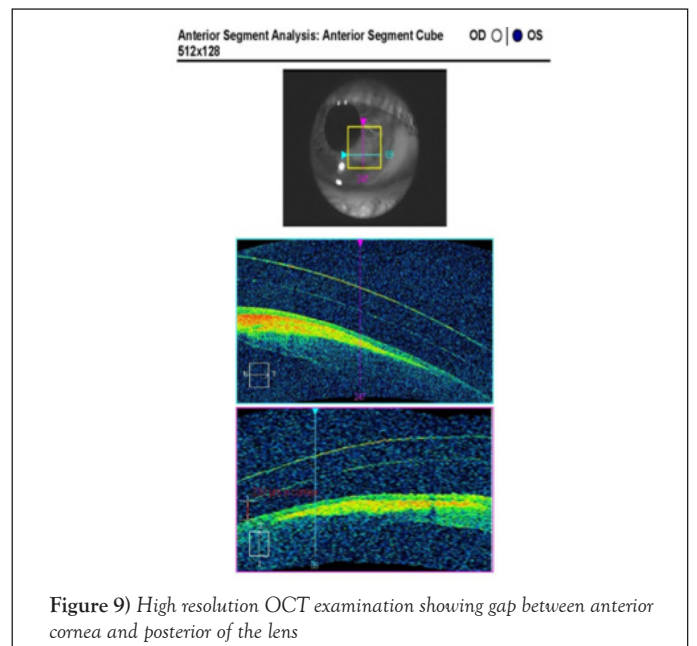 Anterior Segment Analysis: Anterior Segment Cube OD OS
512x128
Figure 9) High resolution OCT examination showing gap between anterior
cornea and posterior of the lens